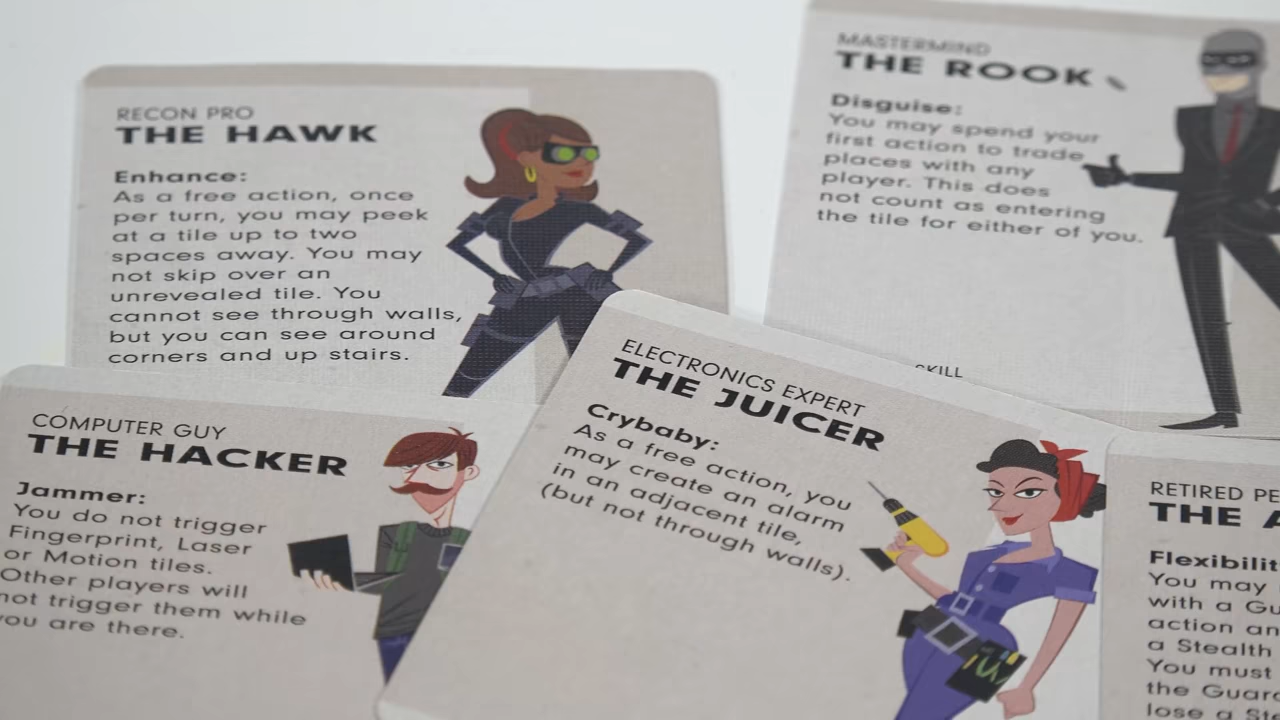 RECON PRO
THE HAWK
Enhance:
As a free action, once
per turn, you may peek
at a tile up to two
spaces away. You may
not skip over an
unrevealed tile. You
cannot see through walls,
but you can see around
corners and up stairs.
MASTERMIND
THE ROOK
Disguise:
You may spend your
first action to trade
places with any
player. This does
not count as entering
the tile for either of you.
SKILL
COMPUTER GUY
THE HACKER
Jammer:
You do not trigger
Fingerprint, Laser
or Motion tiles.
Other players will
not trigger them while
you are there.
ELECTRONICS EXPERT
THE JUICER
Crybaby:
As a free action, you
may create an alarm
in an adjacent tile,
(but not through walls).
RETIRED
THE
You may
with a
action
a Stealth
You must
the
lose a